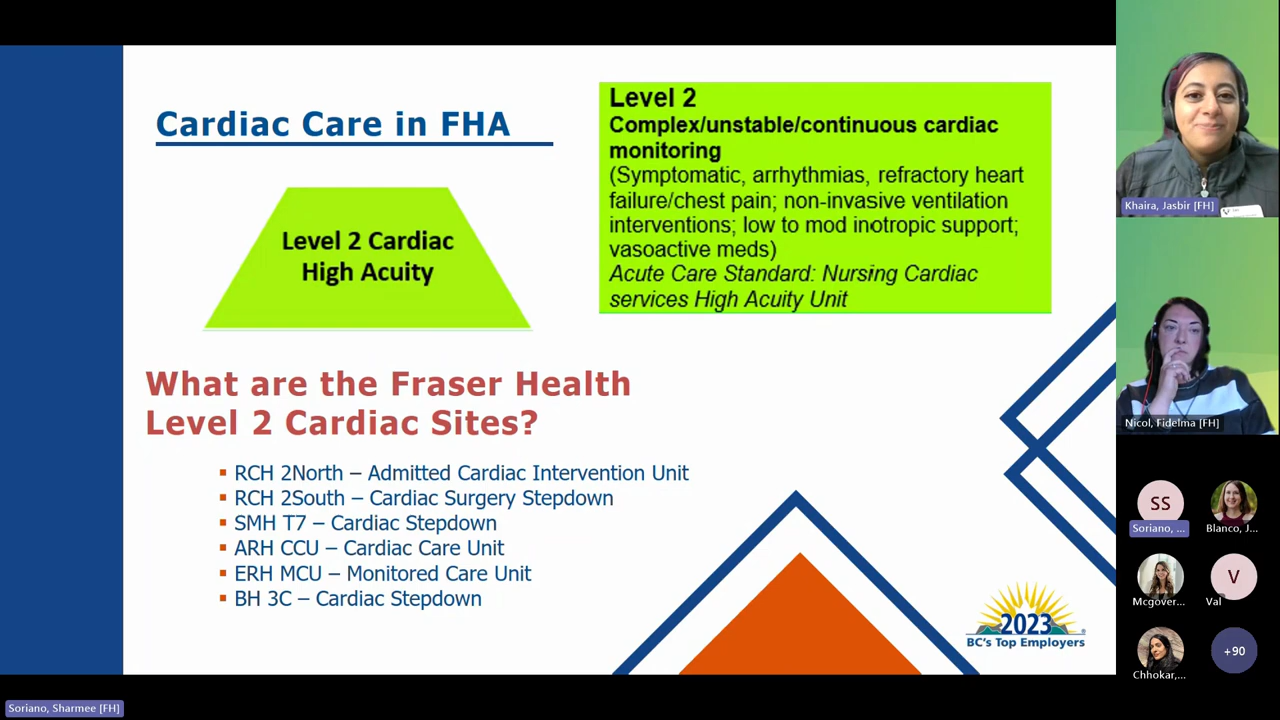 Cardiac Care in FHA
Level 2 Cardiac
High Acuity
Level 2
Complex/unstable/continuous cardiac
monitoring
(Symptomatic, arrhythmias, refractory heart
failure/chest pain; non-invasive ventilation
interventions; low to mod inotropic support;
vasoactive meds)
Acute Care Standard: Nursing Cardiac
services High Acuity Unit
What are the Fraser Health
Level 2 Cardiac Sites?
▪ RCH 2North – Admitted Cardiac Intervention Unit
▪ RCH 2South – Cardiac Surgery Stepdown
▪ SMH T7 – Cardiac Stepdown
▪ ARH CCU – Cardiac Care Unit
▪ ERH MCU – Monitored Care Unit
▪ BH 3C – Cardiac Stepdown
2023
BC's Top Employers
Khaira, Jasbir [FH]
Nicol, Fidelma [FH]
SS
Soriano, ...
Blanco, J...
Mcgover...
V
Val
Chhokar,...
+90
Soriano, Sharmee [FH]